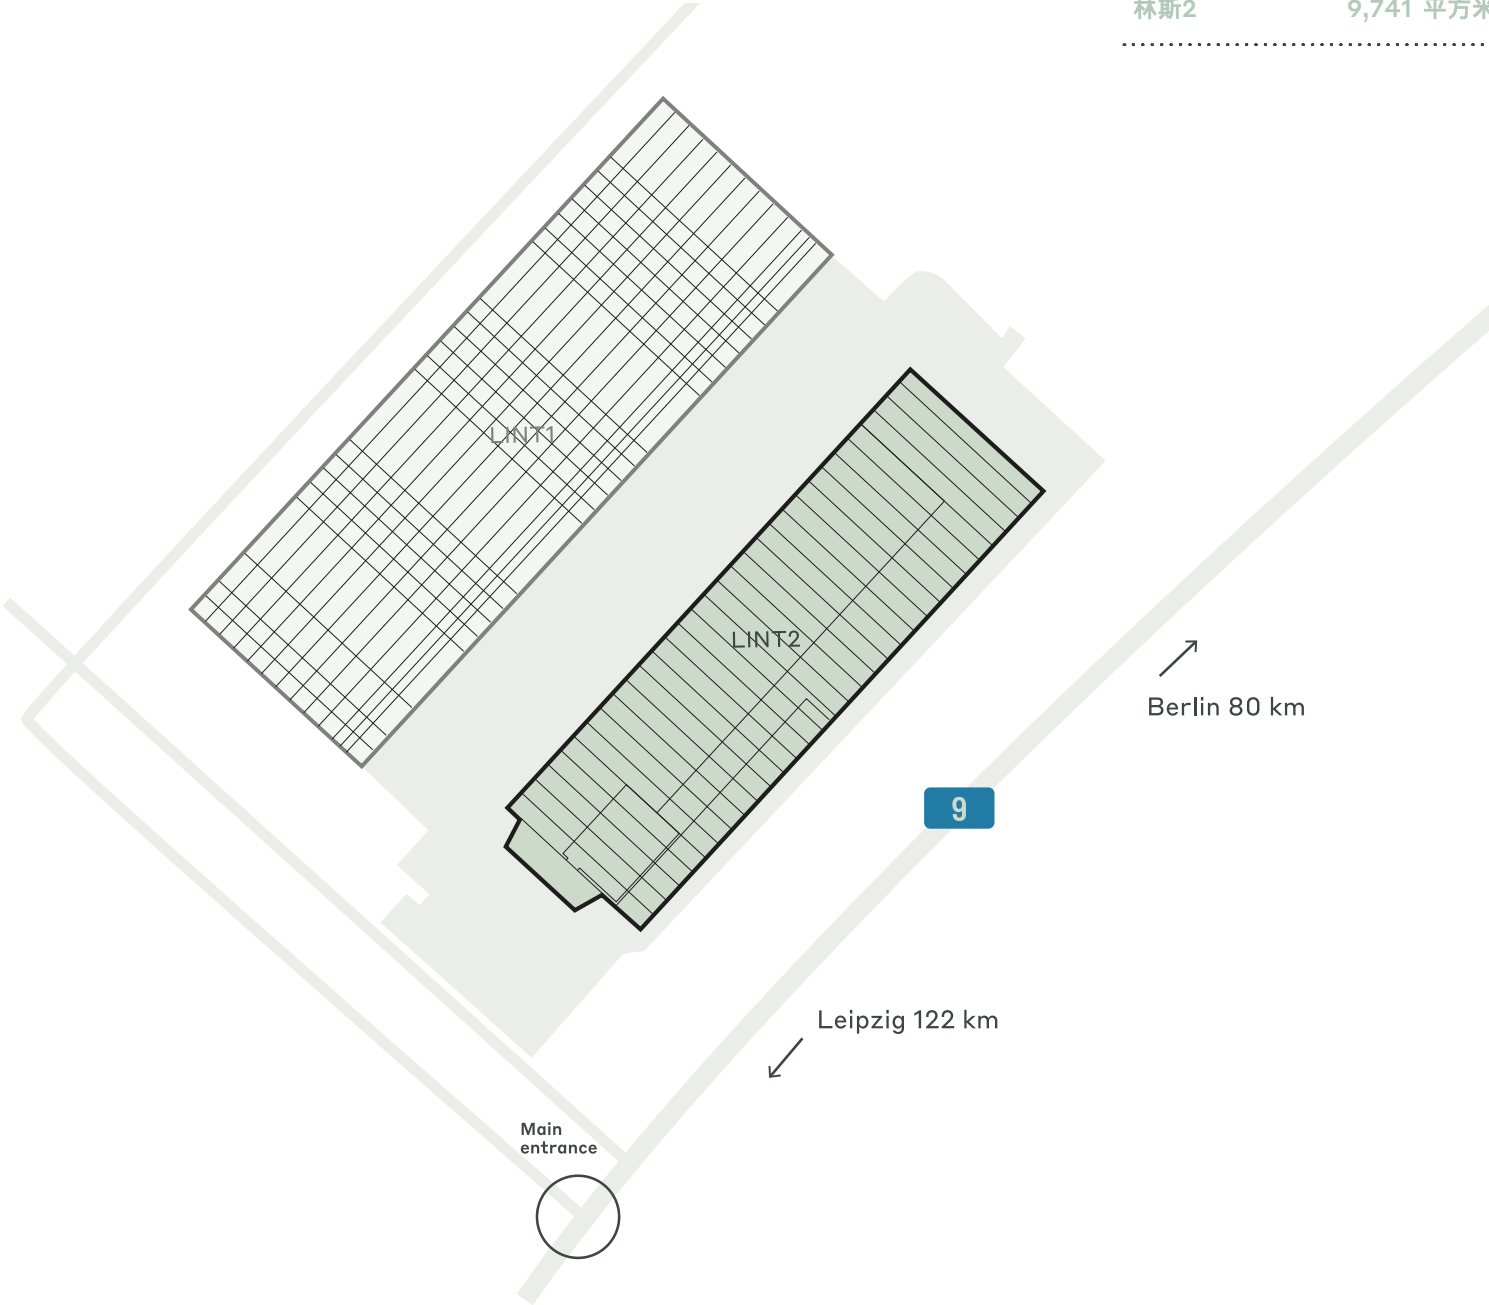 林斯2 9,741 平方米
LINT1
LINT2
Berlin 80 km
9
Leipzig 122 km
Main
entrance